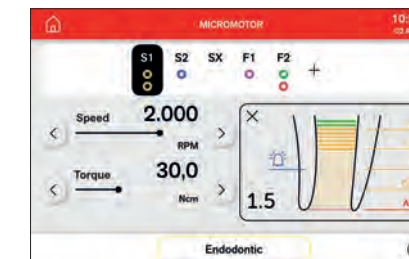 MICROMOTOR
10:
S1 S2 SX F1 F2 +
Speed 2.000
RPM
Torque 30,0
Ncm
1.5
Endodontic